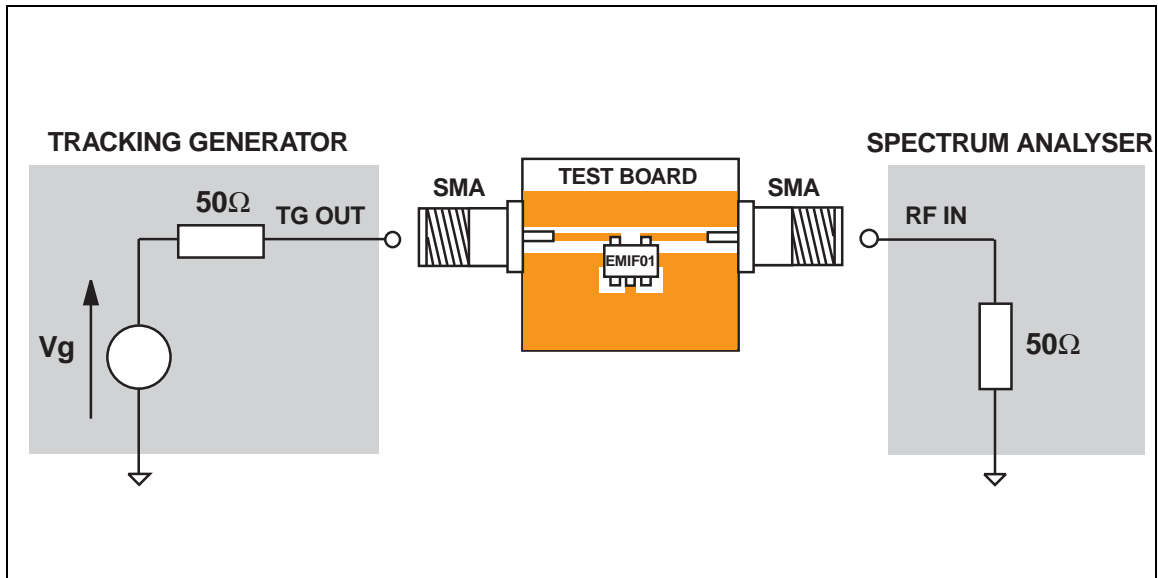 TRACKING GENERATOR
SPECTRUM ANALYSER
TEST BOARD
SMA
SMA
50Ω
TG OUT
RF IN
EMIF01
Vg
50Ω